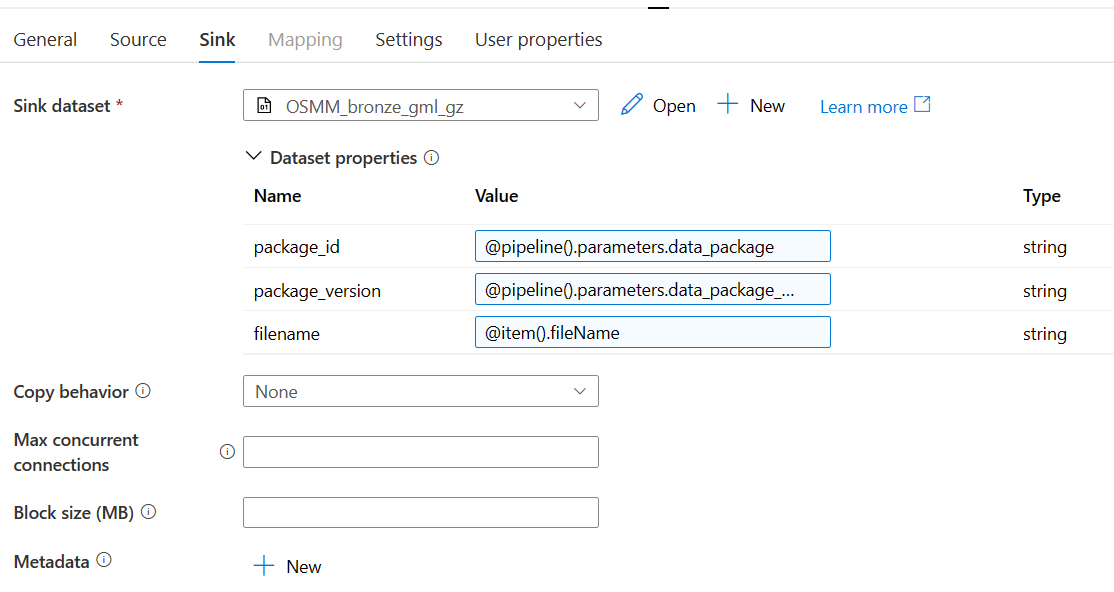 General Source Sink Mapping Settings User properties
Sink dataset * OSMM_bronze_gml_gz Open New Learn more
Dataset properties
Name Value Type
package_id @pipeline().parameters.data_package string
package_version @pipeline().parameters.data_package_... string
filename @item().fileName string
Copy behavior None
Max concurrent
connections
Block size (MB)
Metadata New